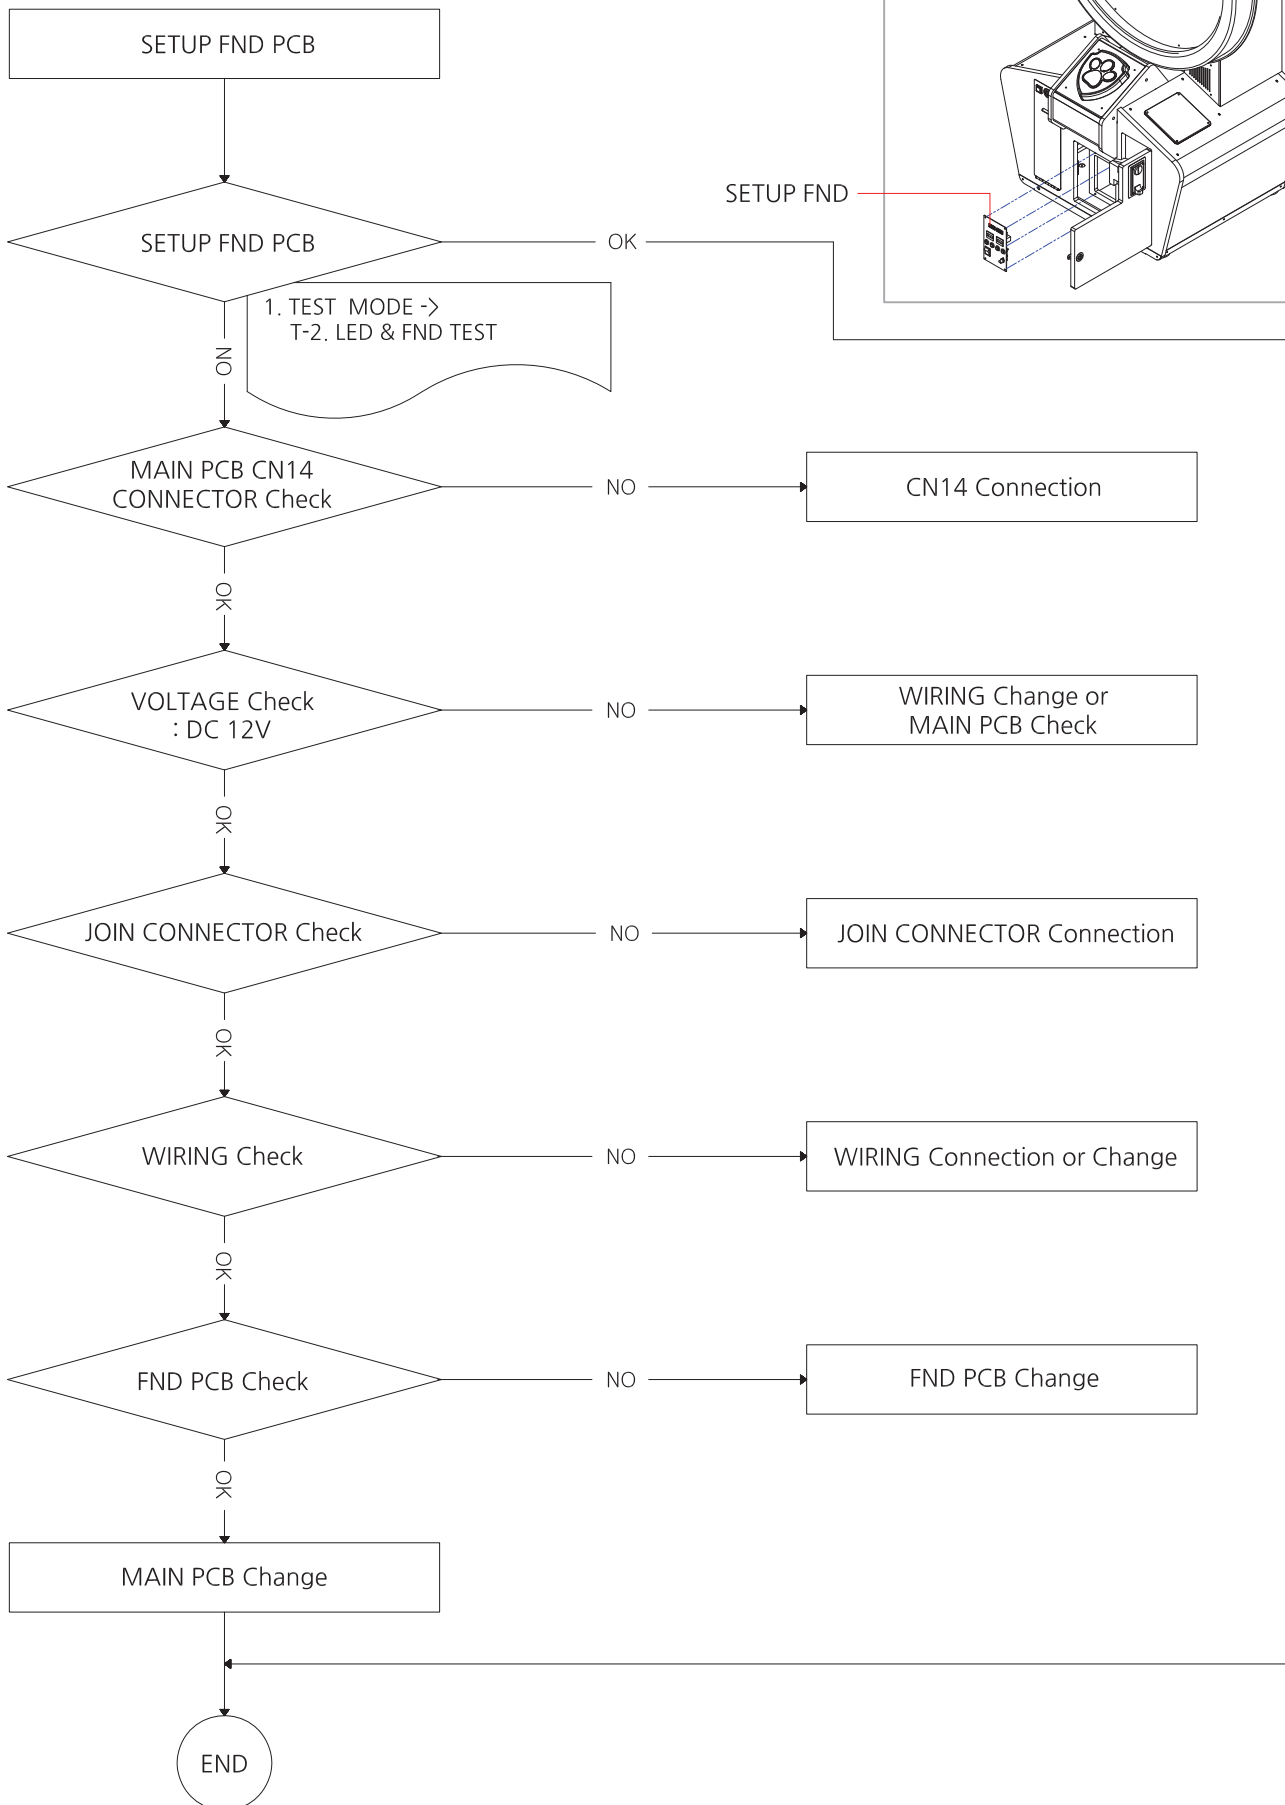 SETUP FND PCB
SETUP FND
SETUP FND PCB
OK
1. TEST MODE ->
T-2. LED & FND TEST
NO
MAIN PCB CN14
CONNECTOR Check
NO
CN14 Connection
OK
VOLTAGE Check
: DC 12V
NO
WIRING Change or
MAIN PCB Check
OK
JOIN CONNECTOR Check
NO
JOIN CONNECTOR Connection
OK
WIRING Check
NO
WIRING Connection or Change
OK
FND PCB Check
NO
FND PCB Change
OK
MAIN PCB Change
END